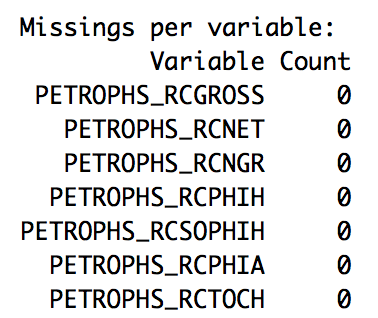 Missings per variable:
Variable Count
PETROPHS_RCGROSS 0
PETROPHS_RCNET 0
PETROPHS_RCNGR 0
PETROPHS_RCPHIH 0
PETROPHS_RCSOPHIH 0
PETROPHS_RCPHIA 0
PETROPHS_RCTOCH 0